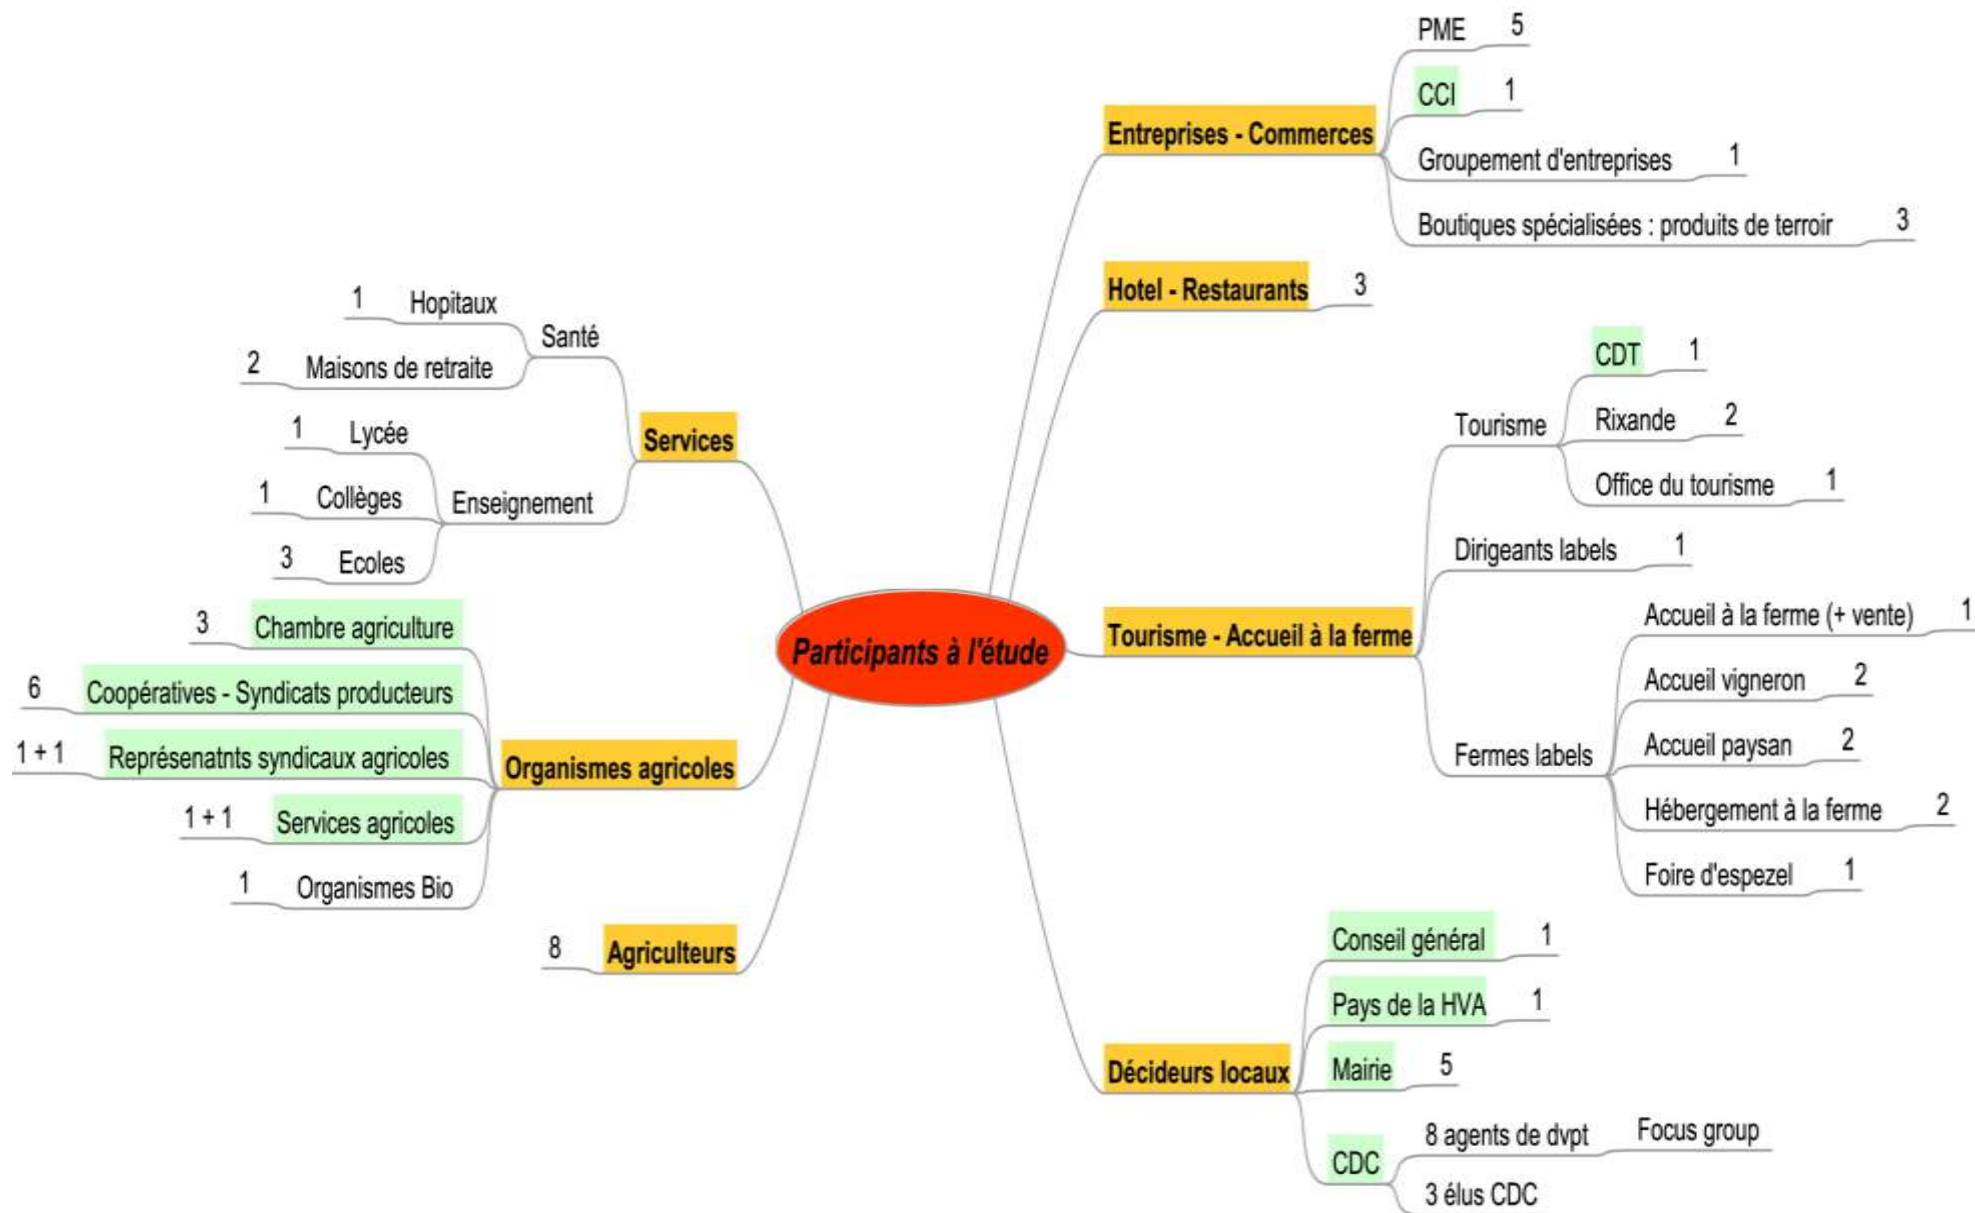 Participants à l'étude
Entreprises - Commerces
PME 5
CCI 1
Groupement d'entreprises 1
Boutiques spécialisées : produits de terroir 3
Hotel - Restaurants 3
Tourisme - Accueil à la ferme
Tourisme
CDT 1
Rixande 2
Office du tourisme 1
Dirigeants labels 1
Fermes labels
Accueil à la ferme (+ vente) 1
Accueil vigneron 2
Accueil paysan 2
Hébergement à la ferme 2
Foire d'espezel 1
Décideurs locaux
Conseil général 1
Pays de la HVA 1
Mairie 5
CDC
8 agents de dvpt Focus group
3 élus CDC
Services
Santé
1 Hopitaux
2 Maisons de retraite
Enseignement
1 Lycée
1 Collèges
3 Ecoles
Organismes agricoles
3 Chambre agriculture
6 Coopératives - Syndicats producteurs
1 + 1 Représenatnts syndicaux agricoles
1 + 1 Services agricoles
1 Organismes Bio
8 Agriculteurs